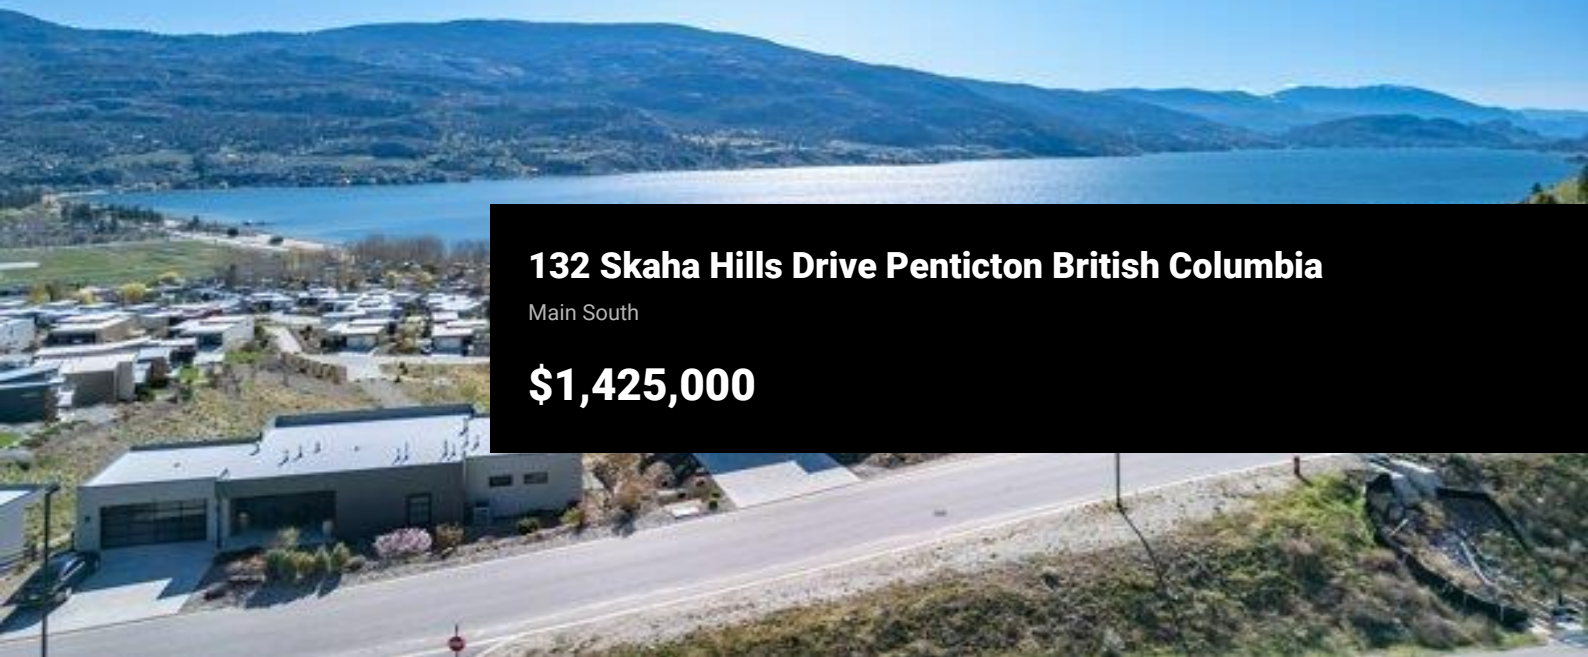 132 Skaha Hills Drive Penticton British Columbia
Main South
$1,425,000